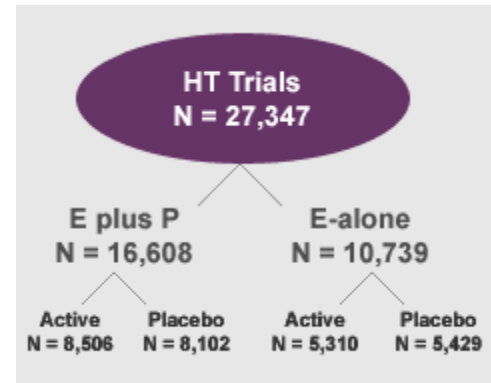 HT Trials
N = 27,347
E plus P
N = 16,608
E-alone
N = 10,739
Active
N = 8,506
Placebo
N = 8,102
Active
N = 5,310
Placebo
N = 5,429